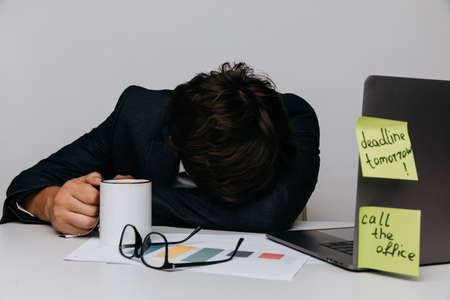 deadline
tomorrow
!
call
the
office